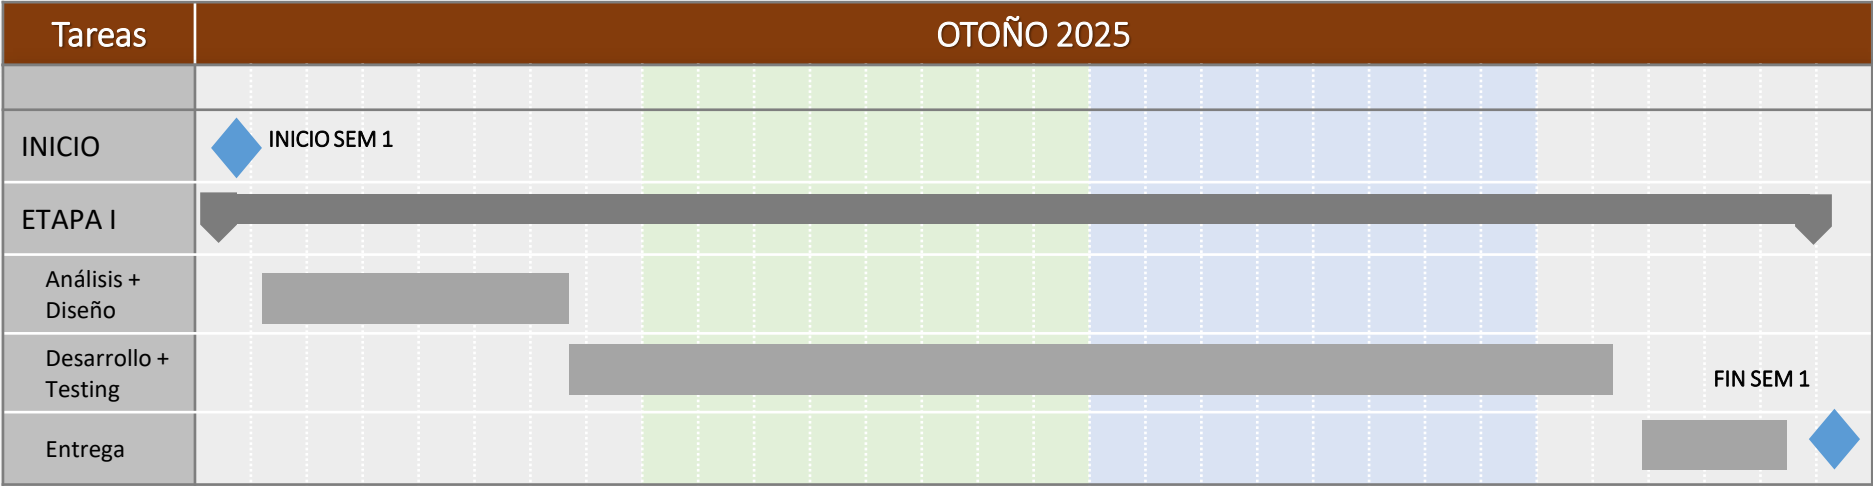 Tareas
OTOÑO 2025
INICIO
INICIO SEM 1
ETAPA I
Análisis +
Diseño
Desarrollo +
Testing
FIN SEM 1
Entrega